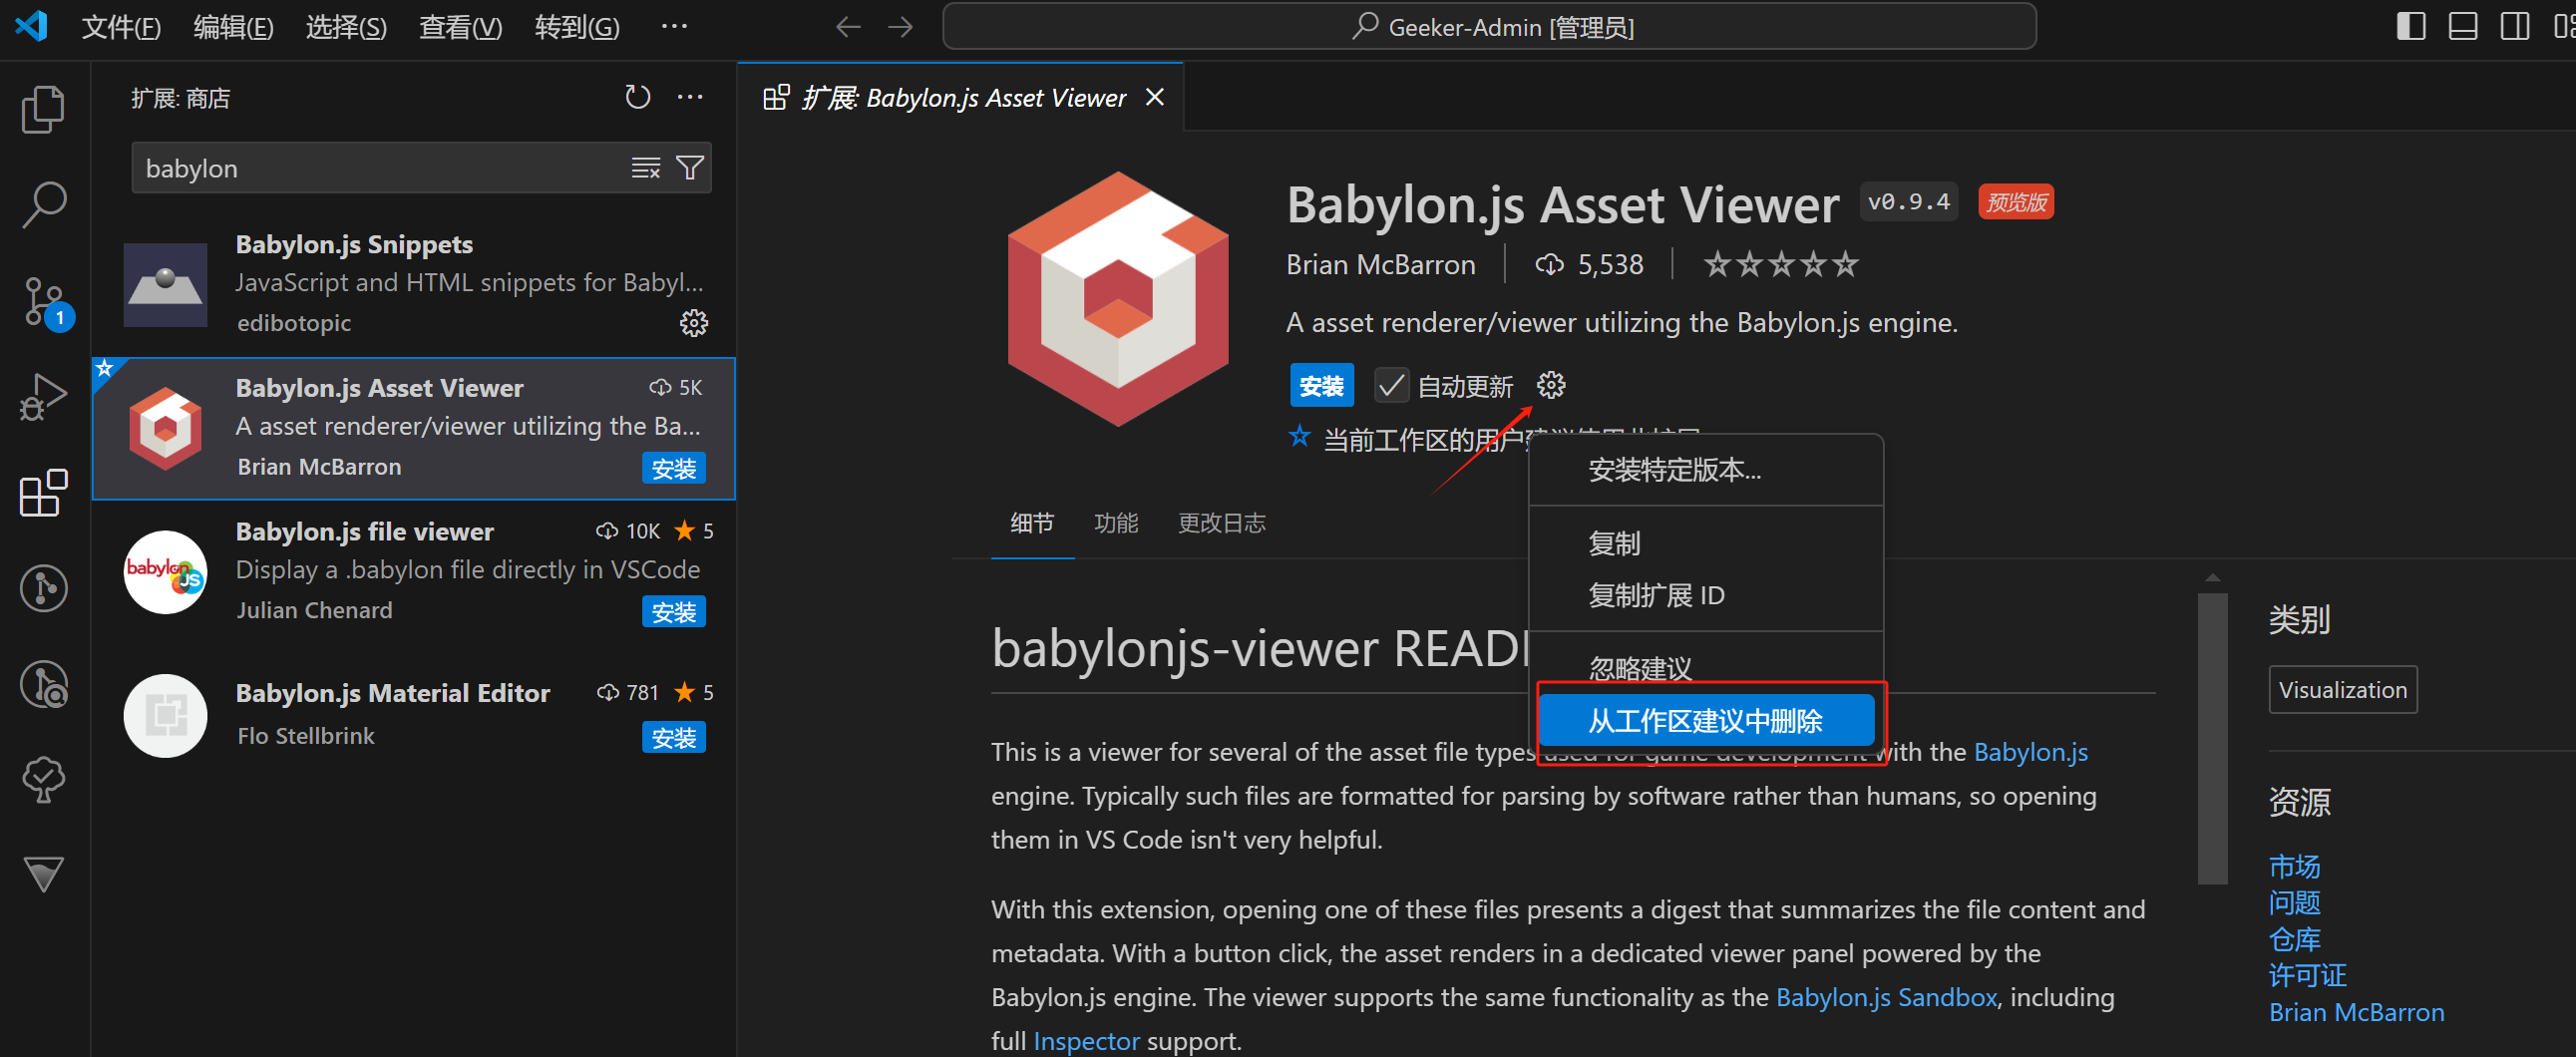 文件(F) 编辑(E) 选择(S) 查看(V) 转到(G) ···
Geeker-Admin [管理员]
扩展: 商店
babylon
Babylon.js Snippets
JavaScript and HTML snippets for Babyl...
edibotopic
1
Babylon.js Asset Viewer 5K
A asset renderer/viewer utilizing the Ba...
Brian McBarron 安装
Babylon.js file viewer 10K ★ 5
babylon JS
Display a .babylon file directly in VSCode
Julian Chenard 安装
Babylon.js Material Editor 781 ★ 5
Flo Stellbrink 安装
扩展: Babylon.js Asset Viewer
Babylon.js Asset Viewer v0.9.4 预览版
Brian McBarron 5,538
A asset renderer/viewer utilizing the Babylon.js engine.
安装 自动更新
当前工作区的用户
安装特定版本...
复制
复制扩展 ID
忽略建议
从工作区建议中删除
细节 功能 更改日志
babylonjs-viewer READ
This is a viewer for several of the asset file types used for game development with the Babylon.js
engine. Typically such files are formatted for parsing by software rather than humans, so opening
them in VS Code isn't very helpful.
With this extension, opening one of these files presents a digest that summarizes the file content and
metadata. With a button click, the asset renders in a dedicated viewer panel powered by the
Babylon.js engine. The viewer supports the same functionality as the Babylon.js Sandbox, including
full Inspector support.
类别
Visualization
资源
市场
问题
仓库
许可证
Brian McBarron